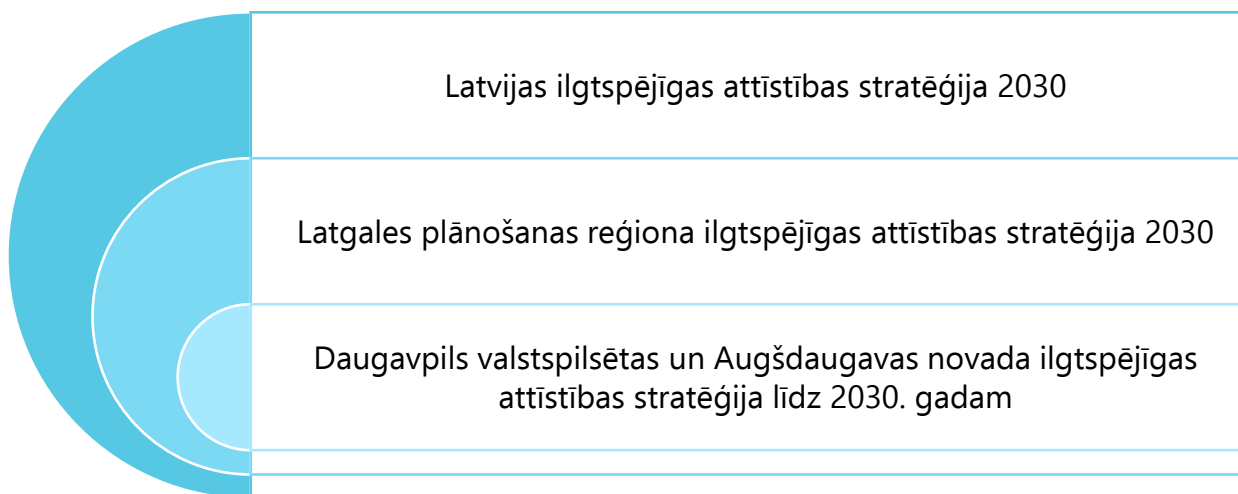 Latvijas ilgtspējīgas attīstības stratēģija 2030
Latgales plānošanas reģiona ilgtspējīgas attīstības stratēģija 2030
Daugavpils valstspilsētas un Augšdaugavas novada ilgtspējīgas
attīstības stratēģija līdz 2030. gadam